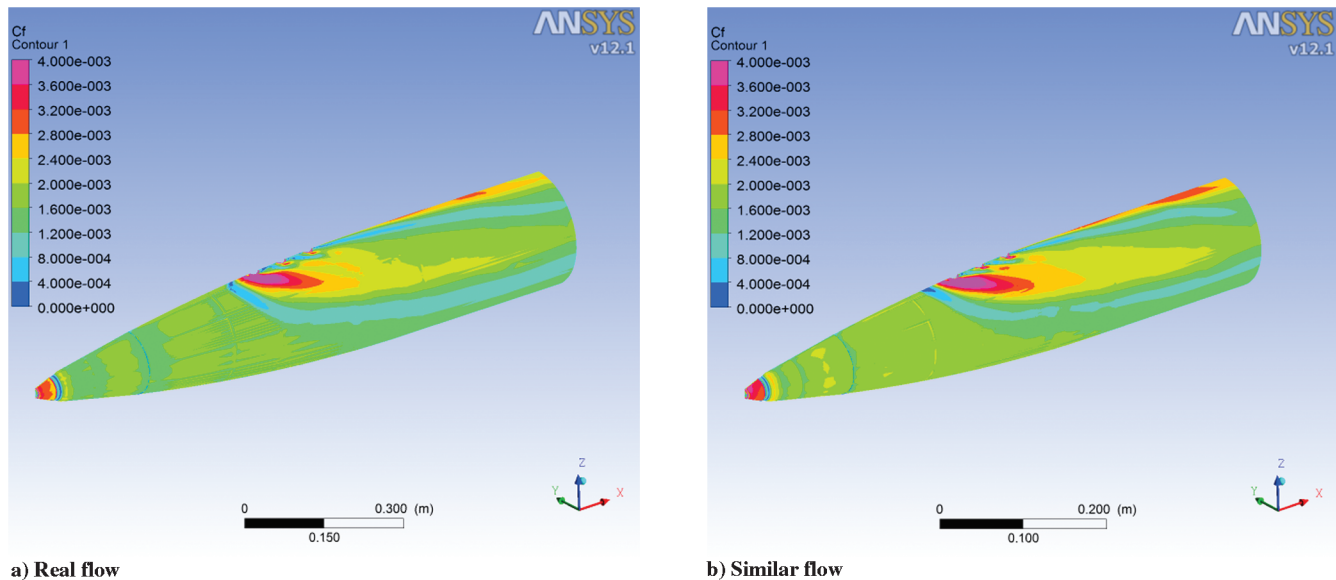 ANSYS
v12.1
Cf
Contour 1
4.000e-003
3.600e-003
3.200e-003
2.800e-003
2.400e-003
2.000e-003
1.600e-003
1.200e-003
8.000e-004
4.000e-004
0.000e+000
Z
Y
X
0
0.300 (m)
0.150
a) Real flow
ANSYS
v12.1
Cf
Contour 1
4.000e-003
3.600e-003
3.200e-003
2.800e-003
2.400e-003
2.000e-003
1.600e-003
1.200e-003
8.000e-004
4.000e-004
0.000e+000
Z
Y
X
0
0.200 (m)
0.100
b) Similar flow